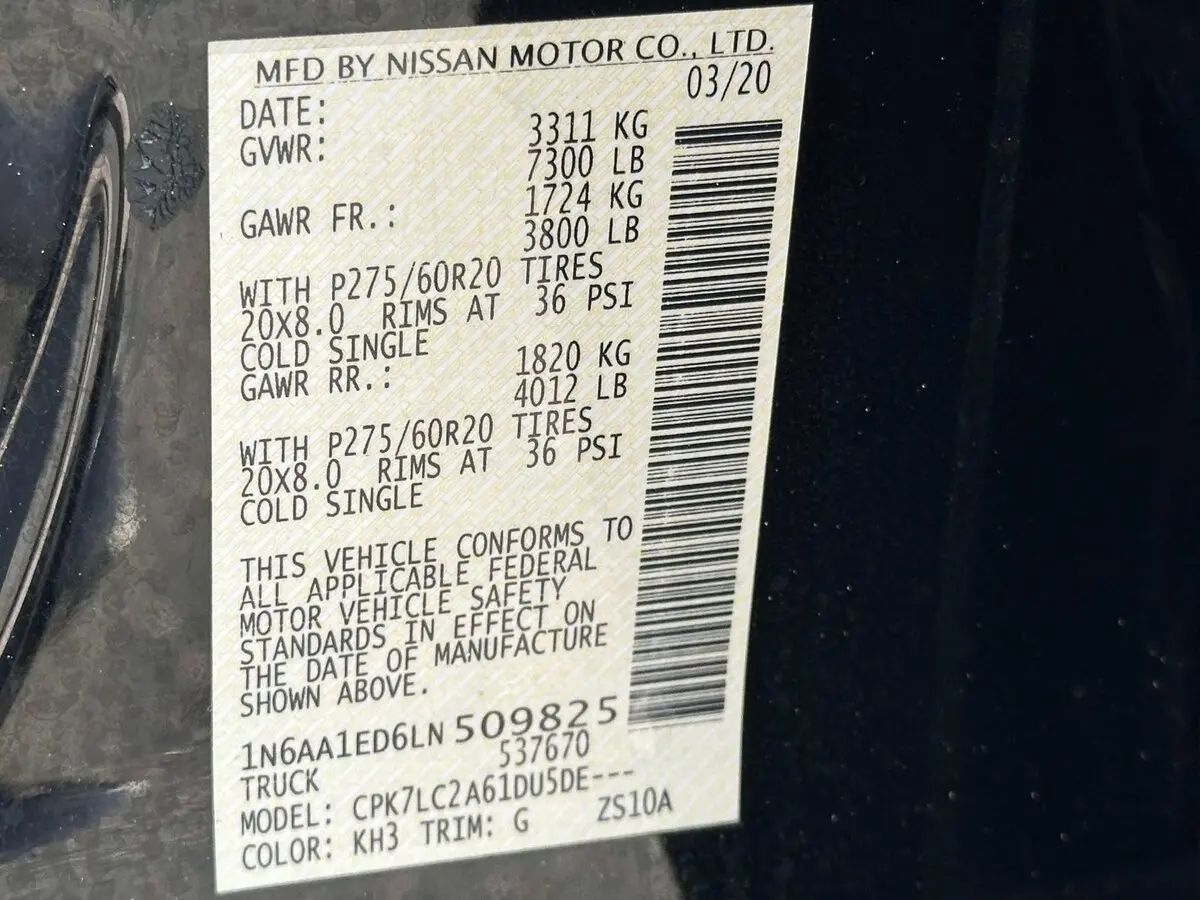 MFD BY NISSAN MOTOR CO., LTD.
DATE: 03/20
GVWR: 3311 KG
7300 LB
GAWR FR.: 1724 KG
3800 LB
WITH P275/60R20 TIRES
20X8.0 RIMS AT 36 PSI
COLD SINGLE
GAWR RR.: 1820 KG
4012 LB
WITH P275/60R20 TIRES
20X8.0 RIMS AT 36 PSI
COLD SINGLE
THIS VEHICLE CONFORMS TO
ALL APPLICABLE FEDERAL
MOTOR VEHICLE SAFETY
STANDARDS IN EFFECT ON
THE DATE OF MANUFACTURE
SHOWN ABOVE.
1N6AA1ED6LN 509825
TRUCK 537670
MODEL: CPK7LC2A61DU5DE---
COLOR: KH3 TRIM: G ZS10A